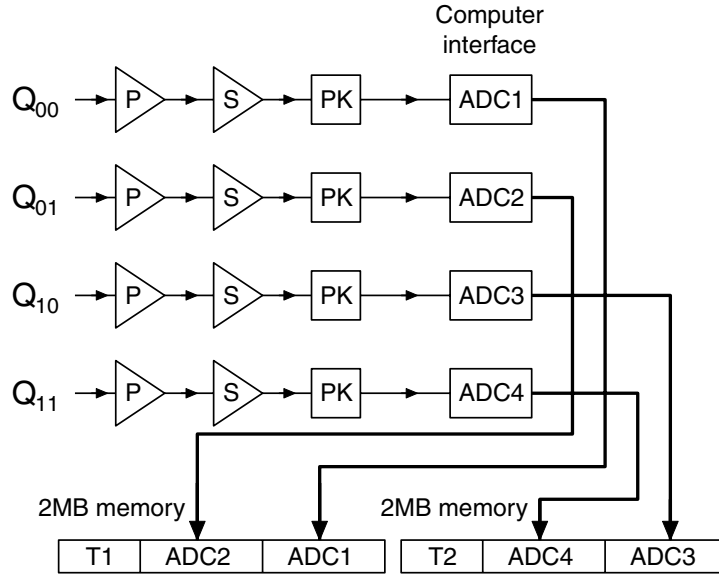 Computer
interface
Q00 P S PK ADC1
Q01 P S PK ADC2
Q10 P S PK ADC3
Q11 P S PK ADC4
2MB memory 2MB memory
T1 ADC2 ADC1 T2 ADC4 ADC3